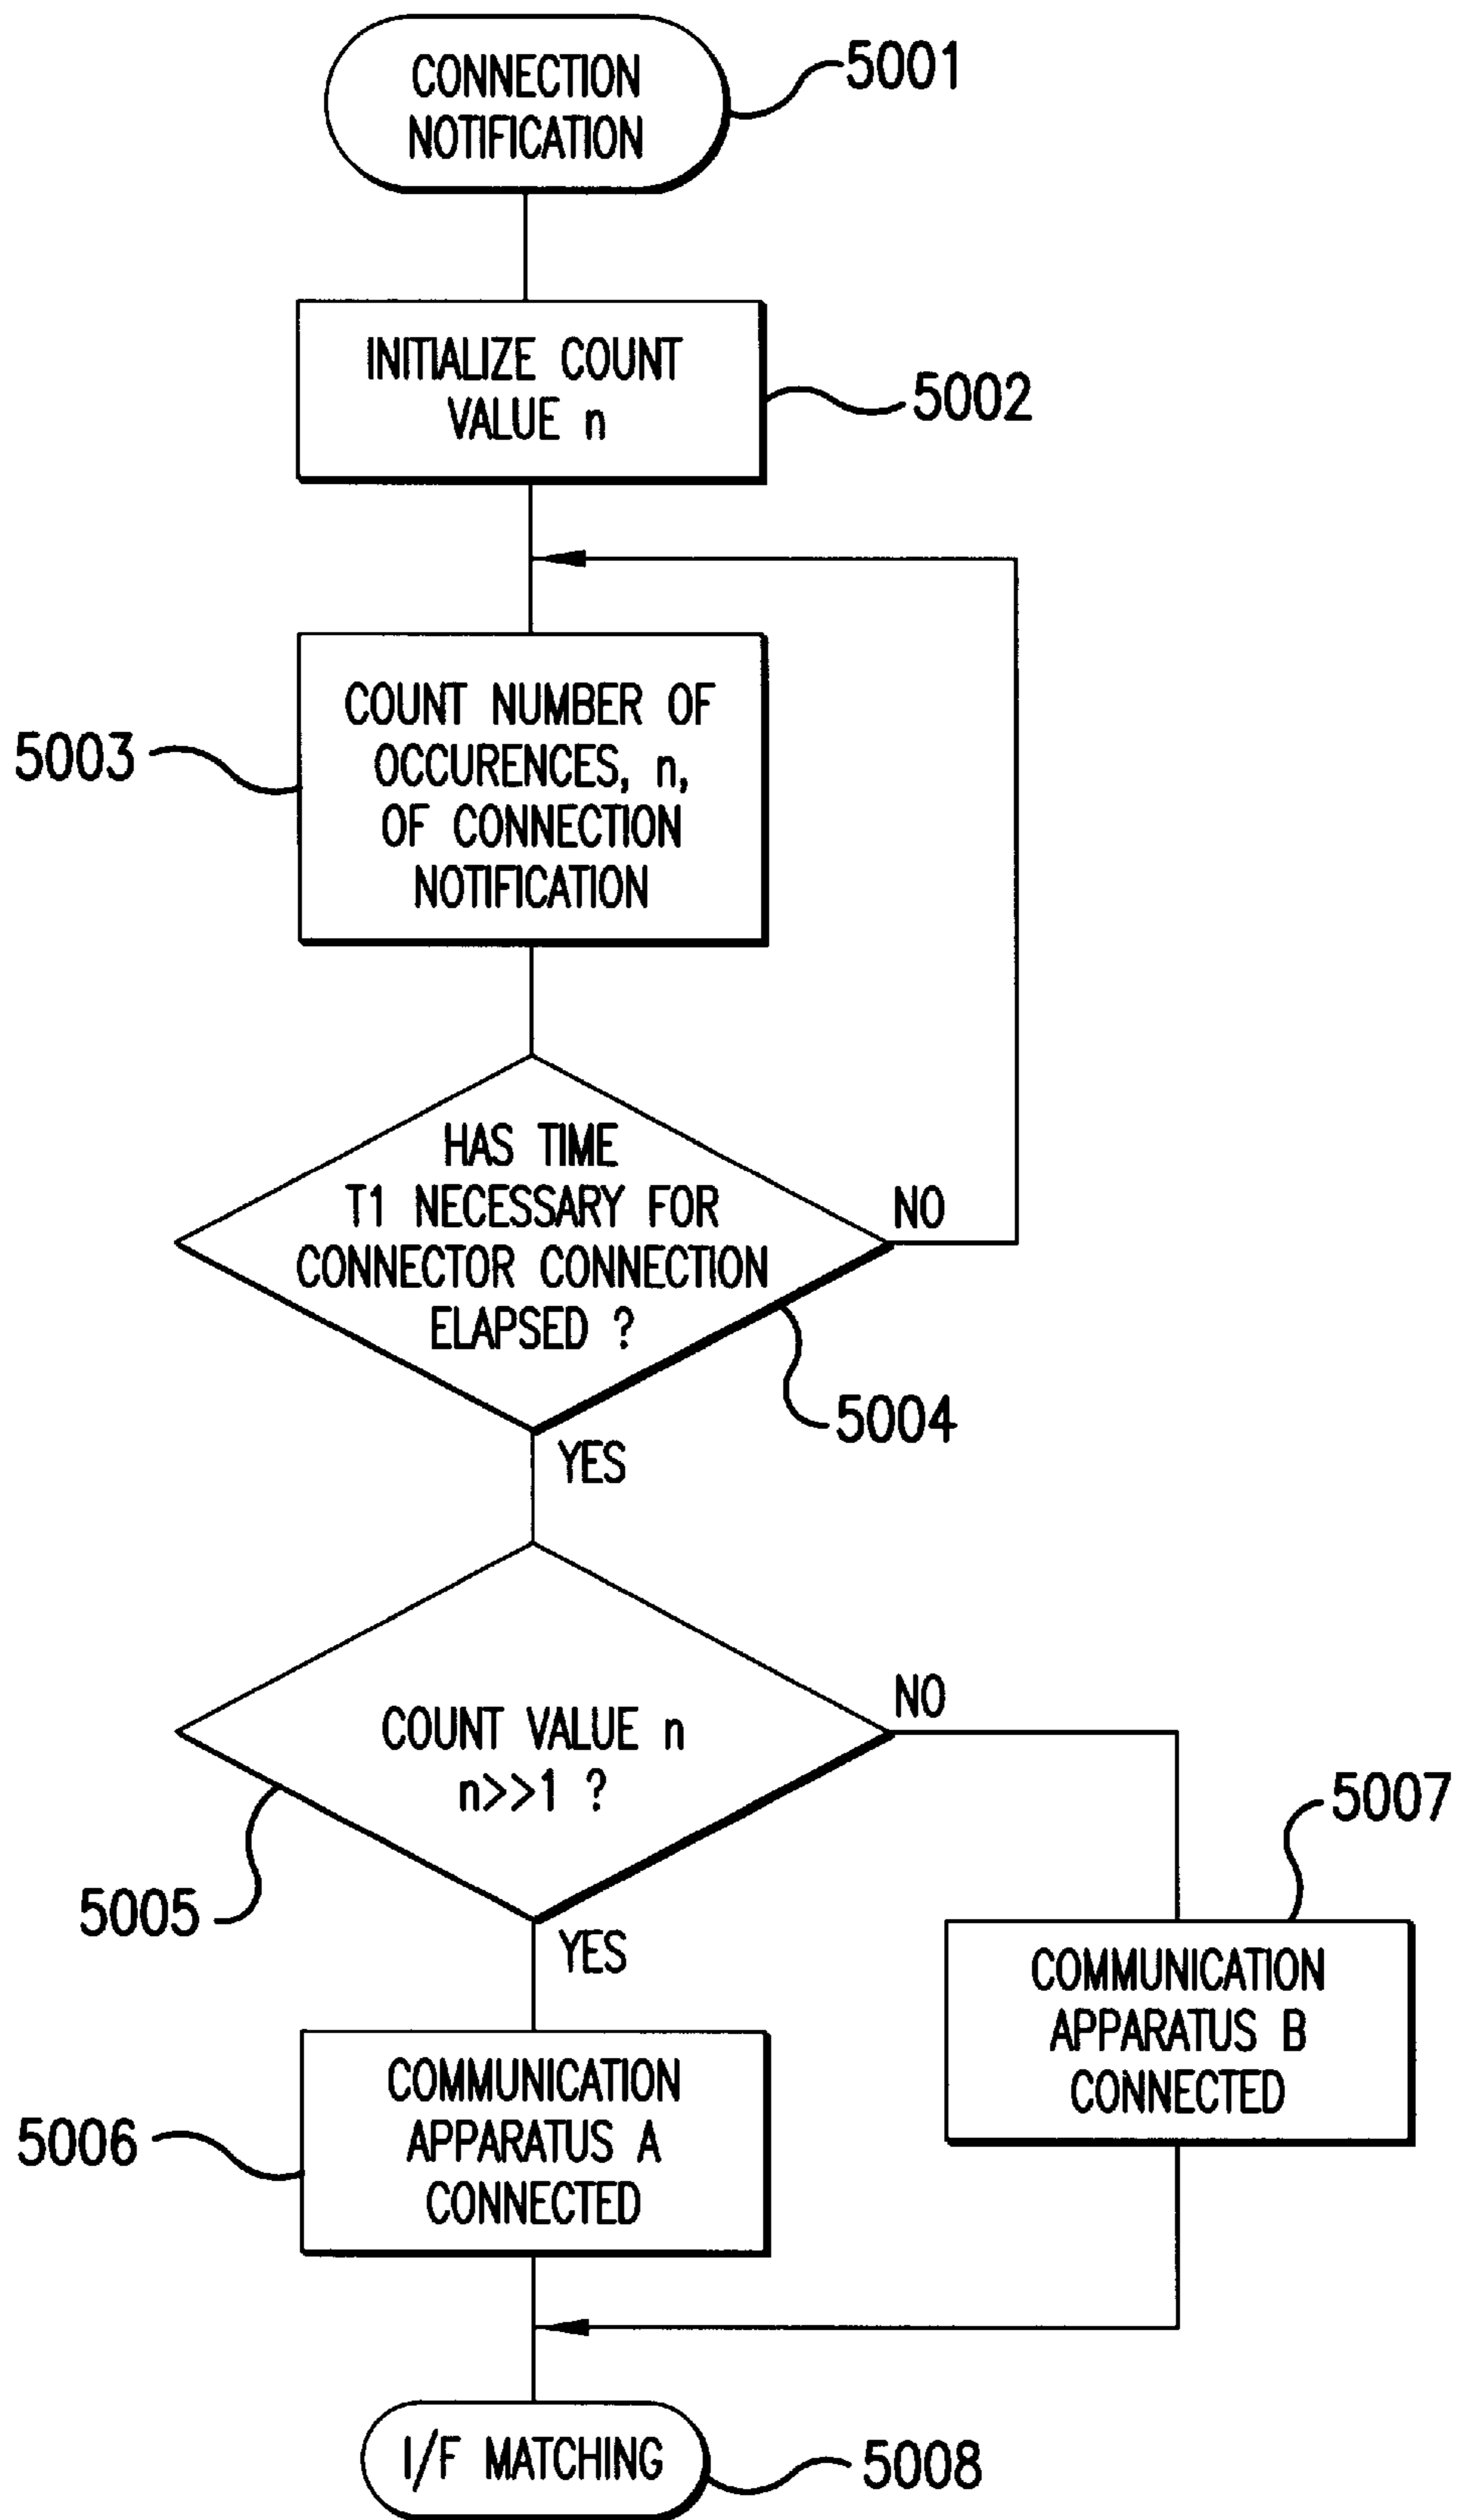 CONNECTION
NOTIFICATION
5001
INITIALIZE COUNT
VALUE n
5002
COUNT NUMBER OF
OCCURENCES, n,
OF CONNECTION
NOTIFICATION
5003
HAS TIME
T1 NECESSARY FOR
CONNECTOR CONNECTION
ELAPSED ?
NO
5004
YES
COUNT VALUE n
n>>1 ?
NO
5005
YES
5007
COMMUNICATION
APPARATUS B
CONNECTED
COMMUNICATION
APPARATUS A
CONNECTED
5006
I/F MATCHING
5008